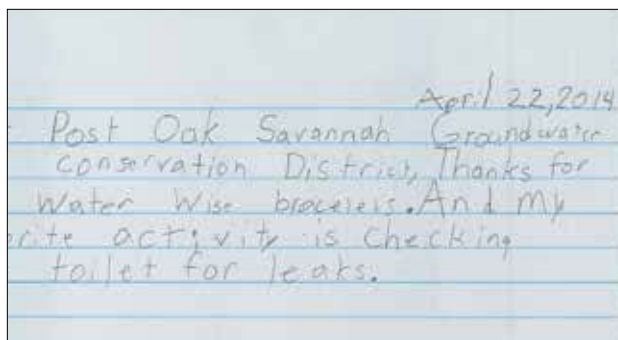 April 22,2014
Post Oak Savannah Groundwater
conservation District, Thanks for
Water Wise bracelets. And my
orite activity is checking
toilet for leaks.